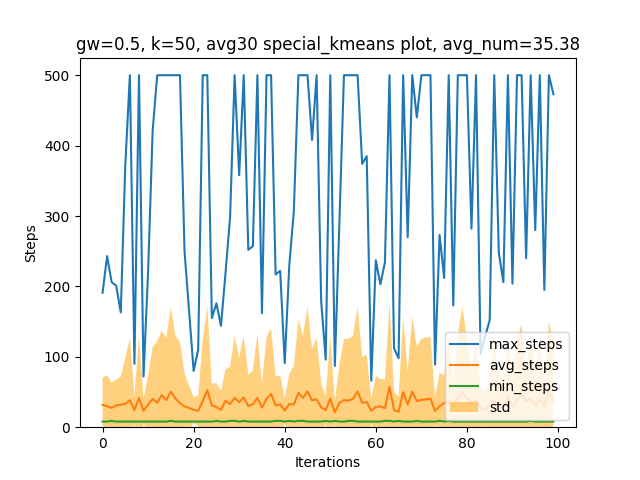 gw=0.5, k=50, avg30 special_kmeans plot, avg_num=35.38
500
400
300
200
100
0
Steps
0
20
40
60
80
100
Iterations
max_steps
avg_steps
min_steps
std